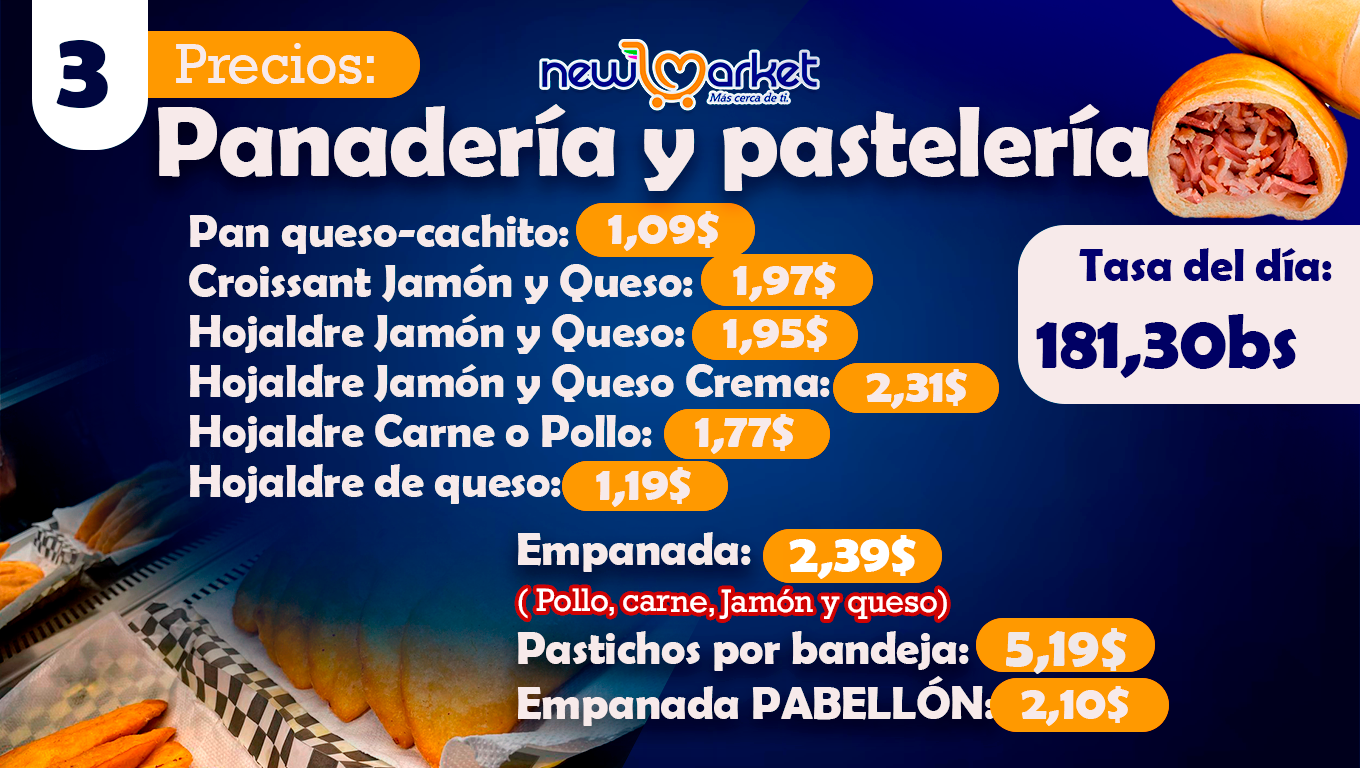 3
Precios:
new market
Más cerca de ti.
Panadería y pastelería
Pan queso-cachito: 1,09$
Croissant Jamón y Queso: 1,97$
Hojaldre Jamón y Queso: 1,95$
Hojaldre Jamón y Queso Crema: 2,31$
Hojaldre Carne o Pollo: 1,77$
Hojaldre de queso: 1,19$
Tasa del día:
181,30bs
Empanada: 2,39$
( Pollo, carne, Jamón y queso)
Pastichos por bandeja: 5,19$
Empanada PABELLÓN: 2,10$